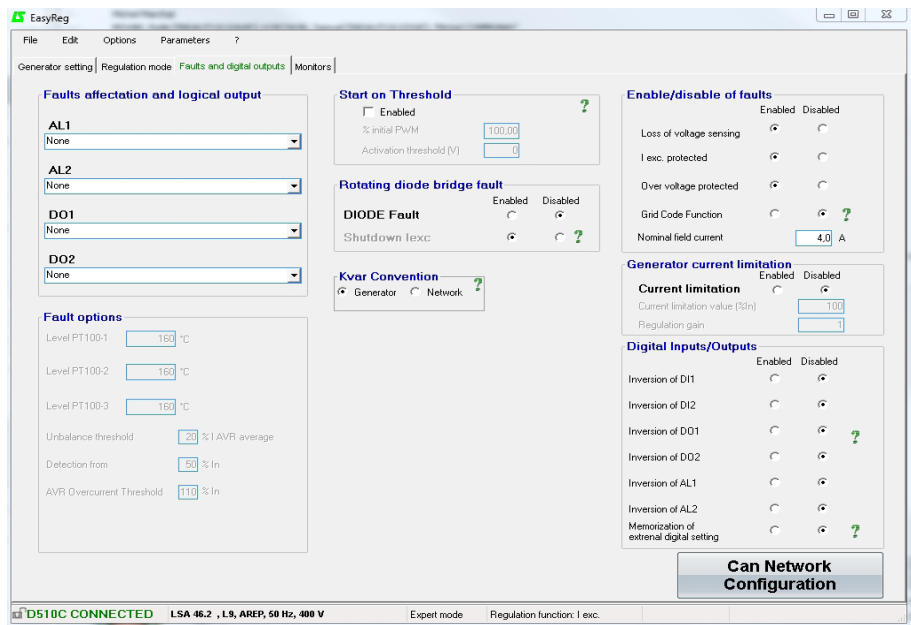 EasyReg
File Edit Options Parameters ?
Generator setting Regulation mode Faults and digital outputs Monitors
Faults affectation and logical output
AL1
None
AL2
None
DO1
None
DO2
None
Fault options
Level PT100-1 160 °C
Level PT100-2 160 °C
Level PT100-3 160 °C
Unbalance threshold 20 % I AVR average
Detection from 50 % In
AVR Overcurrent Threshold 110 % In
Start on Threshold
Enabled ?
% initial PWM 100,00
Activation threshold (V) 0
Rotating diode bridge fault
Enabled Disabled
DIODE Fault
Shutdown Iexc ?
Kvar Convention
Generator Network ?
Enable/disable of faults
Enabled Disabled
Loss of voltage sensing
I exc. protected
Over voltage protected
Grid Code Function ?
Nominal field current 4,0 A
Generator current limitation
Enabled Disabled
Current limitation
Current limitation value (%In) 100
Regulation gain 1
Digital Inputs/Outputs
Enabled Disabled
Inversion of DI1
Inversion of DI2
Inversion of DO1 ?
Inversion of DO2
Inversion of AL1
Inversion of AL2
Memorization of
extrenal digital setting ?
Can Network
Configuration
D510C CONNECTED LSA 46.2 , L9, AREP, 50 Hz, 400 V Expert mode Regulation function: I exc.